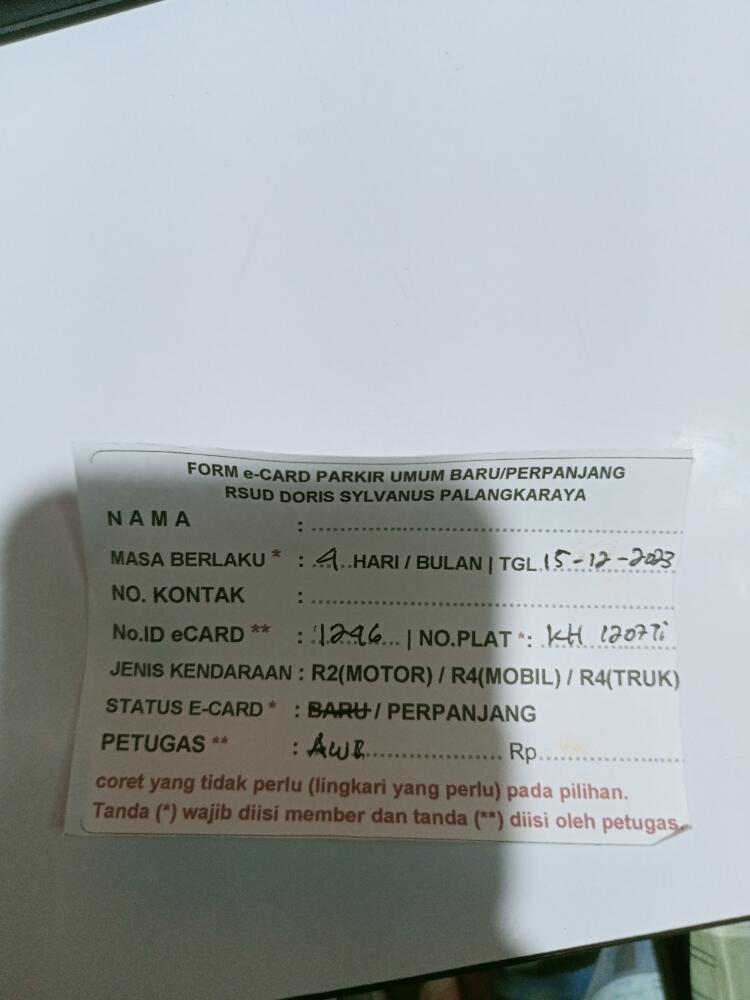 FORM e-CARD PARKIR UMUM BARU/PERPANJANG
RSUD DORIS SYLVANUS PALANGKARAYA
N A M A :
MASA BERLAKU * : 1 HARI / BULAN | TGL 15-12-2023
NO. KONTAK :
No.ID eCARD ** : 1246 | NO.PLAT *: KH 1207 Ti
JENIS KENDARAAN : R2(MOTOR) / R4(MOBIL) / R4(TRUK)
STATUS E-CARD * : BARU / PERPANJANG
PETUGAS ** : Rp
coret yang tidak perlu (lingkari yang perlu) pada pilihan.
Tanda (*) wajib diisi member dan tanda (**) diisi oleh petugas.